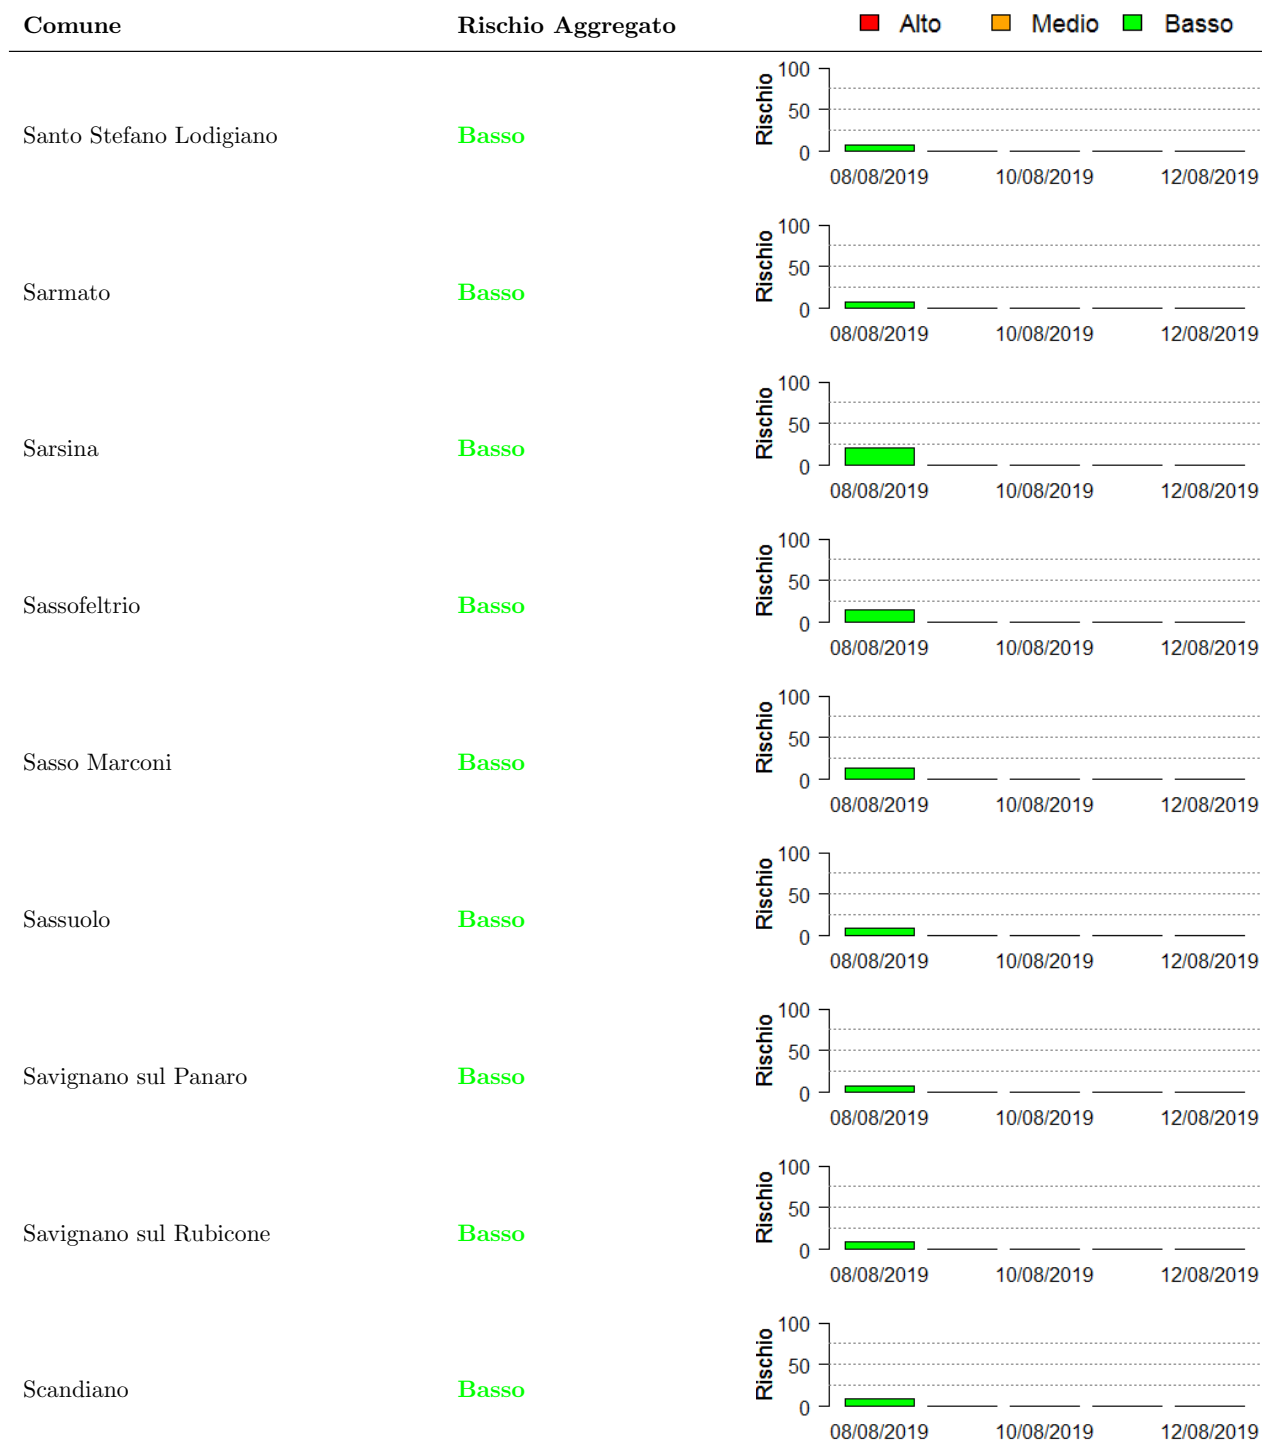 Comune Rischio Aggregato Alto Medio Basso
100
50
0
Rischio
Santo Stefano Lodigiano Basso
08/08/2019 10/08/2019 12/08/2019
100
50
0
Rischio
Sarmato Basso
08/08/2019 10/08/2019 12/08/2019
100
50
0
Rischio
Sarsina Basso
08/08/2019 10/08/2019 12/08/2019
100
50
0
Rischio
Sassofeltrio Basso
08/08/2019 10/08/2019 12/08/2019
100
50
0
Rischio
Sasso Marconi Basso
08/08/2019 10/08/2019 12/08/2019
100
50
0
Rischio
Sassuolo Basso
08/08/2019 10/08/2019 12/08/2019
100
50
0
Rischio
Savignano sul Panaro Basso
08/08/2019 10/08/2019 12/08/2019
100
50
0
Rischio
Savignano sul Rubicone Basso
08/08/2019 10/08/2019 12/08/2019
100
50
0
Rischio
Scandiano Basso
08/08/2019 10/08/2019 12/08/2019